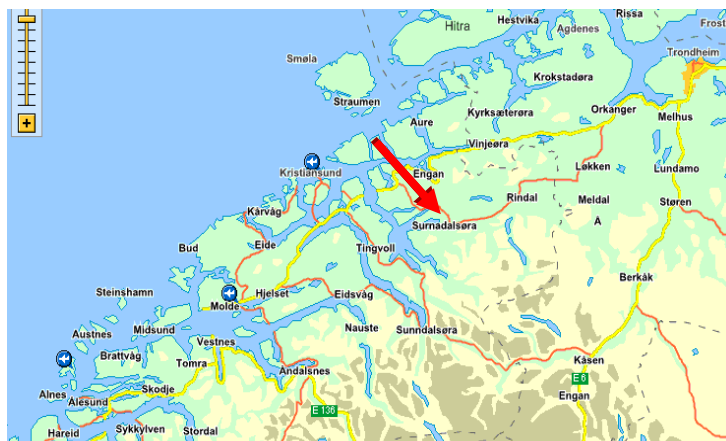 Hestvika
Rissa
Hitra
Agdenes
Frost
Trondheim
Smøla
Krokstadøra
Straumen
Orkanger
Aure
Kyrksæterøra
Melhus
Vinjeøra
Løkken
Lundamo
Kristiansund
Engan
Rindal
Meldal
Støren
Kårvåg
Å
Surnadalsøra
Bud
Eide
Tingvoll
Berkåk
Steinshamn
Hjelset
Eidsvåg
Molde
Austnes
Midsund
Nauste
Sunndalsøra
Vestnes
Brattvåg
Tomra
Kåsen
Åndalsnes
E 6
Alnes
Skodje
Engan
Ålesund
E 136
Hareid
Sykkylven
Stordal